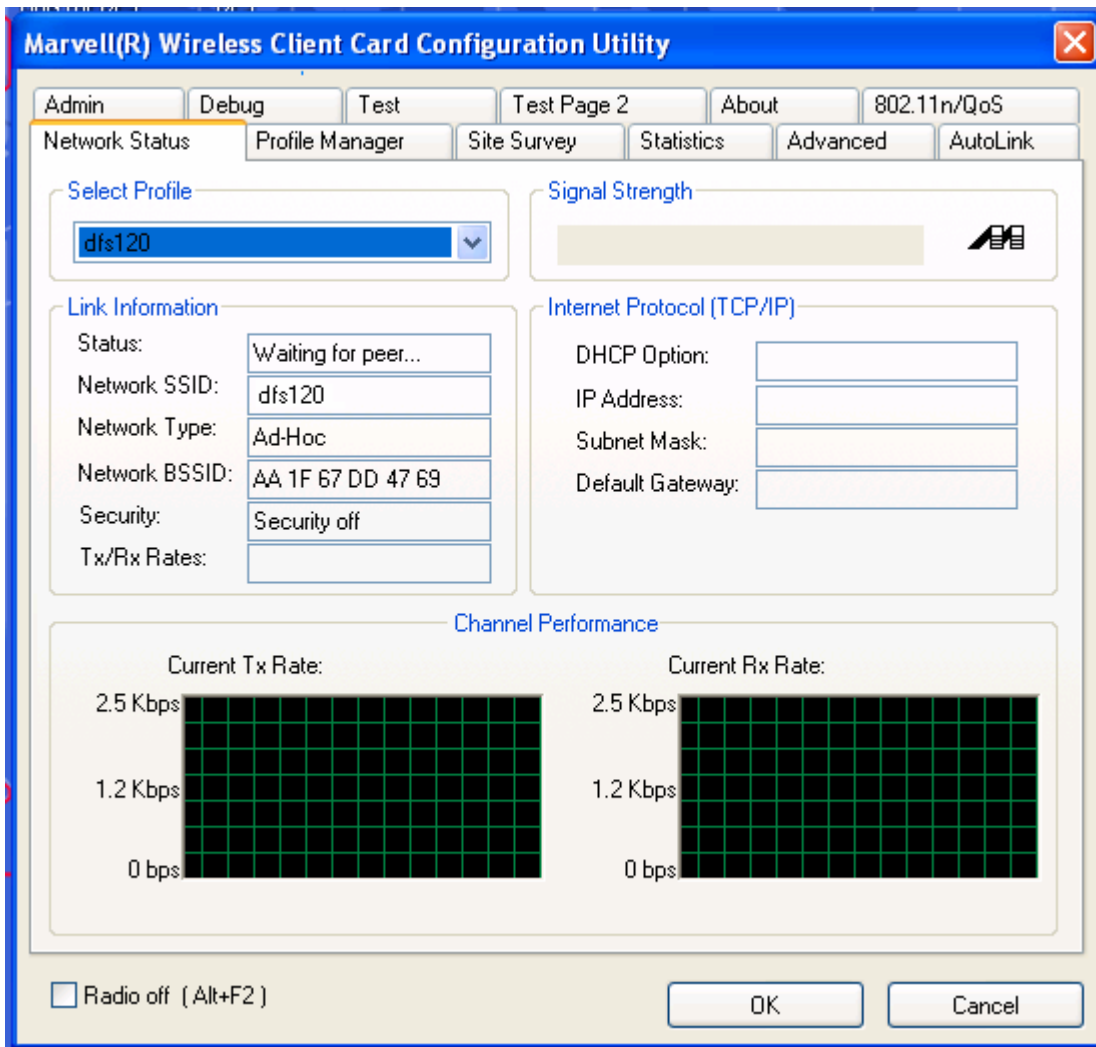 Marvell(R) Wireless Client Card Configuration Utility
Admin Debug Test Test Page 2 About 802.11n/QoS
Network Status Profile Manager Site Survey Statistics Advanced AutoLink
Select Profile
dfs120
Signal Strength
Link Information
Status: Waiting for peer...
Network SSID: dfs120
Network Type: Ad-Hoc
Network BSSID: AA 1F 67 DD 47 69
Security: Security off
Tx/Rx Rates:
Internet Protocol (TCP/IP)
DHCP Option:
IP Address:
Subnet Mask:
Default Gateway:
Channel Performance
Current Tx Rate:
2.5 Kbps
1.2 Kbps
0 bps
Current Rx Rate:
2.5 Kbps
1.2 Kbps
0 bps
Radio off ( Alt+F2 )
OK Cancel